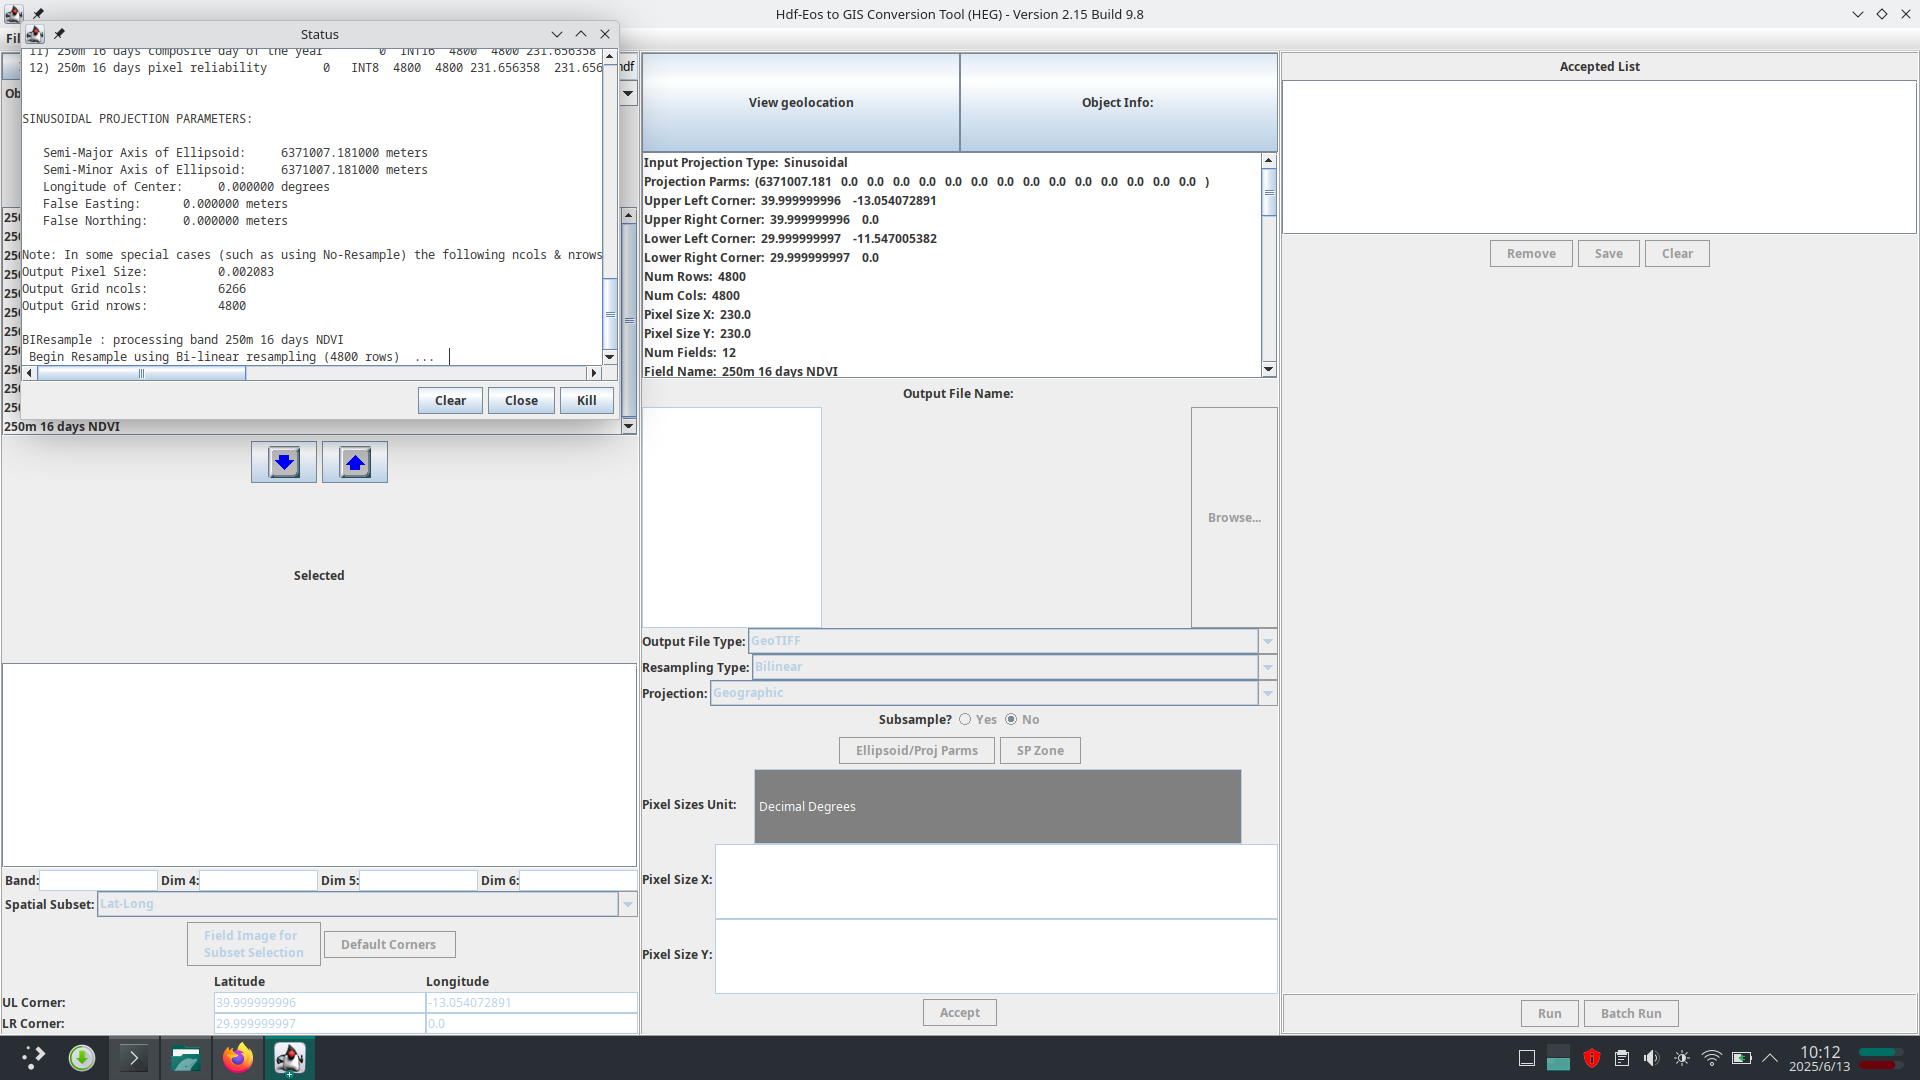 Hdf-Eos to GIS Conversion Tool (HEG) - Version 2.15 Build 9.8
Status
11) 250m 16 days composite day of the year 0 INT16 4800 4800 231.656358
12) 250m 16 days pixel reliability 0 INT8 4800 4800 231.656358 231.656
SINUSOIDAL PROJECTION PARAMETERS:
Semi-Major Axis of Ellipsoid: 6371007.181000 meters
Semi-Minor Axis of Ellipsoid: 6371007.181000 meters
Longitude of Center: 0.000000 degrees
False Easting: 0.000000 meters
False Northing: 0.000000 meters
Note: In some special cases (such as using No-Resample) the following ncols & nrows
Output Pixel Size: 0.002083
Output Grid ncols: 6266
Output Grid nrows: 4800
BIResample : processing band 250m 16 days NDVI
Begin Resample using Bi-linear resampling (4800 rows) ...
Clear
Close
Kill
250m 16 days NDVI
Selected
Band:
Dim 4:
Dim 5:
Dim 6:
Spatial Subset: Lat-Long
Field Image for
Subset Selection
Default Corners
Latitude
Longitude
UL Corner: 39.999999996 -13.054072891
LR Corner: 29.999999997 0.0
View geolocation
Object Info:
Input Projection Type: Sinusoidal
Projection Parms: (6371007.181 0.0 0.0 0.0 0.0 0.0 0.0 0.0 0.0 0.0 0.0 0.0 0.0 0.0 0.0 )
Upper Left Corner: 39.999999996 -13.054072891
Upper Right Corner: 39.999999996 0.0
Lower Left Corner: 29.999999997 -11.547005382
Lower Right Corner: 29.999999997 0.0
Num Rows: 4800
Num Cols: 4800
Pixel Size X: 230.0
Pixel Size Y: 230.0
Num Fields: 12
Field Name: 250m 16 days NDVI
Output File Name:
Browse...
Output File Type: GeoTIFF
Resampling Type: Bilinear
Projection: Geographic
Subsample? Yes No
Ellipsoid/Proj Parms
SP Zone
Pixel Sizes Unit: Decimal Degrees
Pixel Size X:
Pixel Size Y:
Accept
Accepted List
Remove
Save
Clear
Run
Batch Run
10:12
2025/6/13